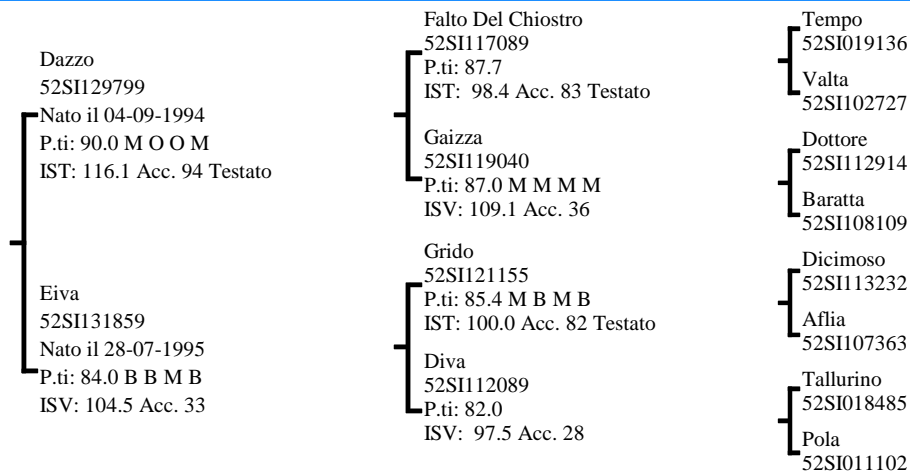 Dazzo
52SI129799
Nato il 04-09-1994
P.ti: 90.0 M O O M
IST: 116.1 Acc. 94 Testato
Eiva
52SI131859
Nato il 28-07-1995
P.ti: 84.0 B B M B
ISV: 104.5 Acc. 33
Falto Del Chiostro
52SI117089
P.ti: 87.7
IST: 98.4 Acc. 83 Testato
Gaizza
52SI119040
P.ti: 87.0 M M M M
ISV: 109.1 Acc. 36
Grido
52SI121155
P.ti: 85.4 M B M B
IST: 100.0 Acc. 82 Testato
Diva
52SI112089
P.ti: 82.0
ISV: 97.5 Acc. 28
Tempo
52SI019136
Valta
52SI102727
Dottore
52SI112914
Baratta
52SI108109
Dicimoso
52SI113232
Aflia
52SI107363
Tallurino
52SI018485
Pola
52SI011102